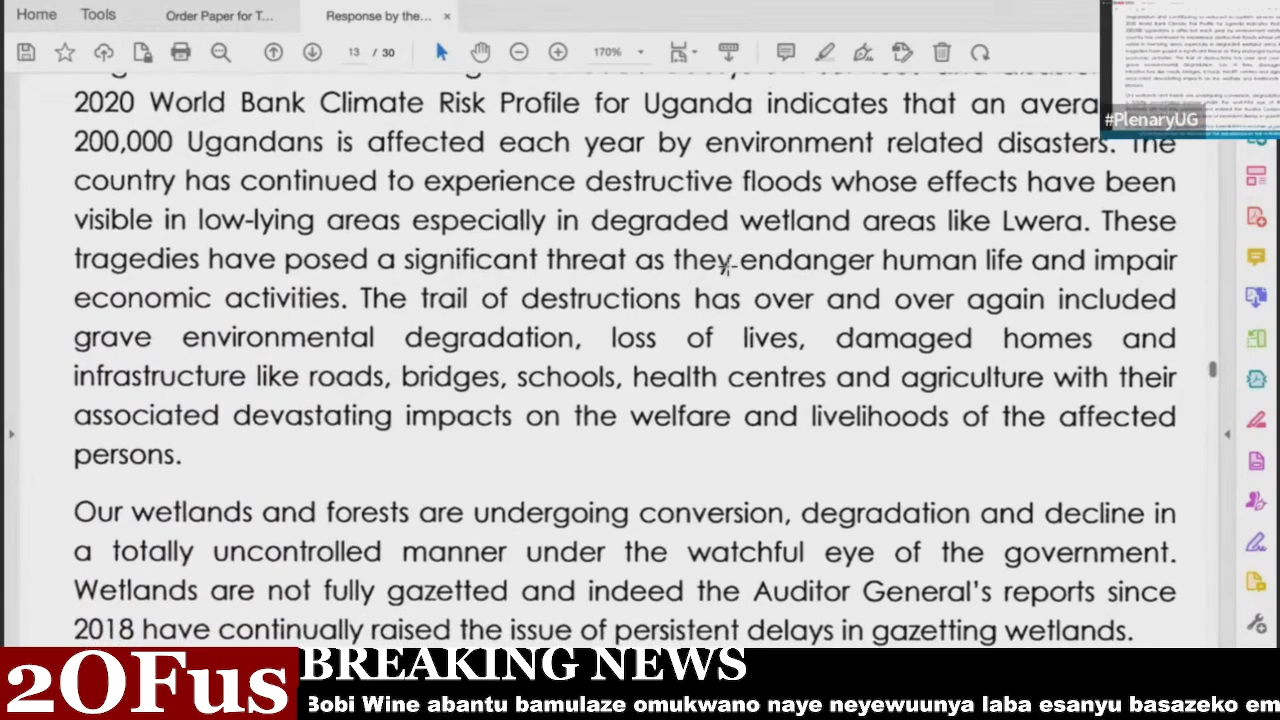 Home Tools Order Paper for T... Response by the... ×
13 / 30 170%
2020 World Bank Climate Risk Profile for Uganda indicates that an
200,000 Ugandans is affected each year by environment related disasters. The
country has continued to experience destructive floods whose effects have been
visible in low-lying areas especially in degraded wetland areas like Lwera. These
tragedies have posed a significant threat as they endanger human life and impair
economic activities. The trail of destructions has over and over again included
grave environmental degradation, loss of lives, damaged homes and
infrastructure like roads, bridges, schools, health centres and agriculture with their
associated devastating impacts on the welfare and livelihoods of the affected
persons.
Our wetlands and forests are undergoing conversion, degradation and decline in
a totally uncontrolled manner under the watchful eye of the government.
Wetlands are not fully gazetted and indeed the Auditor General's reports since
2018 have continually raised the issue of persistent delays in gazetting wetlands.
#PlenaryUG
2OFus
BREAKING NEWS
Bobi Wine abantu bamulaze omukwano naye neyewuunya laba esanyu basazeko em